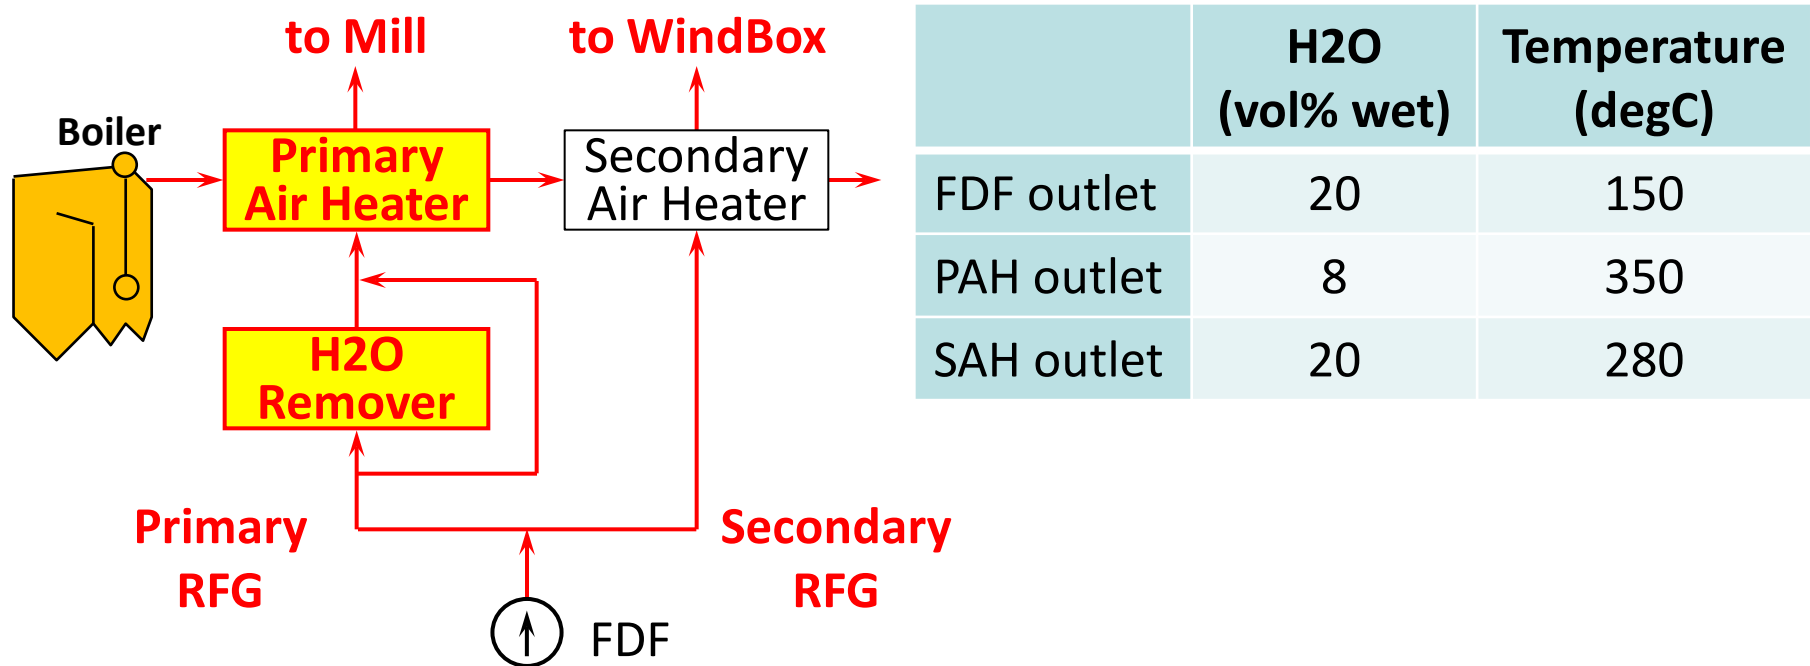 to Mill
to WindBox
Boiler
Primary
Air Heater
Secondary
Air Heater
H2O
Remover
Primary
RFG
Secondary
RFG
FDF
H2O
(vol% wet)
Temperature
(degC)
FDF outlet 20 150
PAH outlet 8 350
SAH outlet 20 280